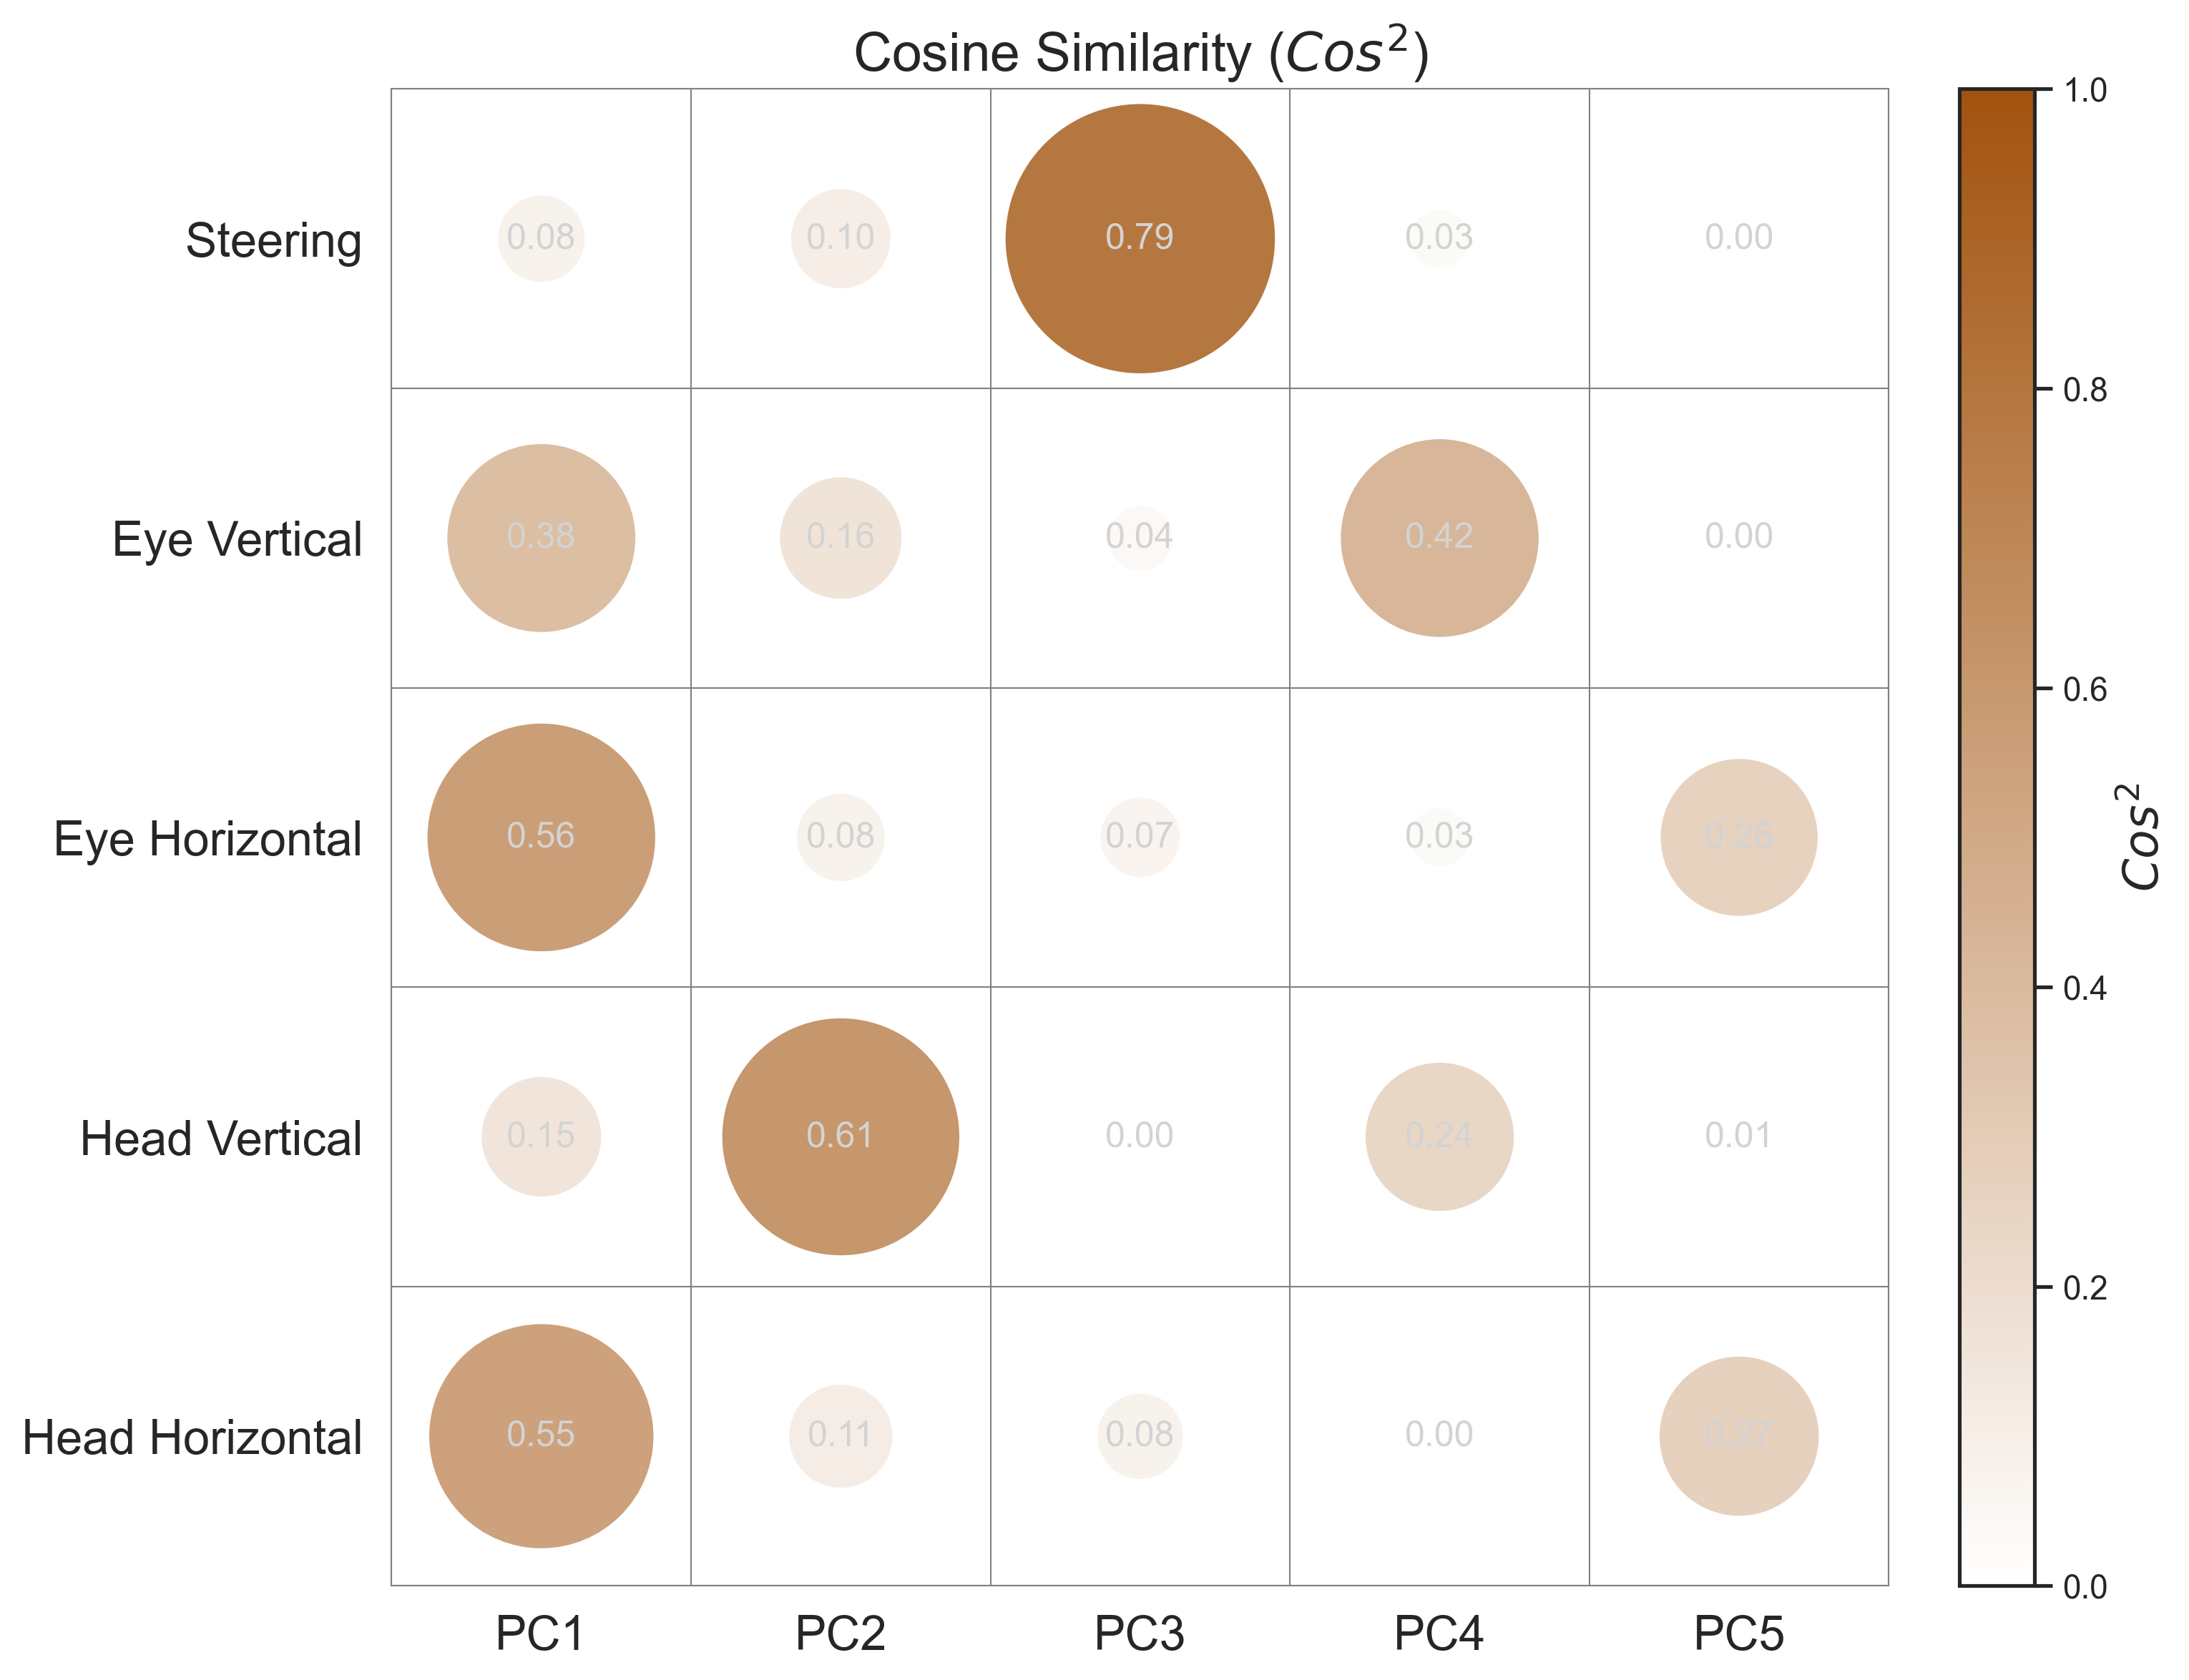 Cosine Similarity (Cos²)
Steering 0.08 0.10 0.79 0.03 0.00
Eye Vertical 0.38 0.16 0.04 0.42 0.00
Eye Horizontal 0.56 0.08 0.07 0.03 0.26
Head Vertical 0.15 0.61 0.00 0.24 0.01
Head Horizontal 0.55 0.11 0.08 0.00 0.27
PC1 PC2 PC3 PC4 PC5
1.0
0.8
0.6
0.4
0.2
0.0
Cos²